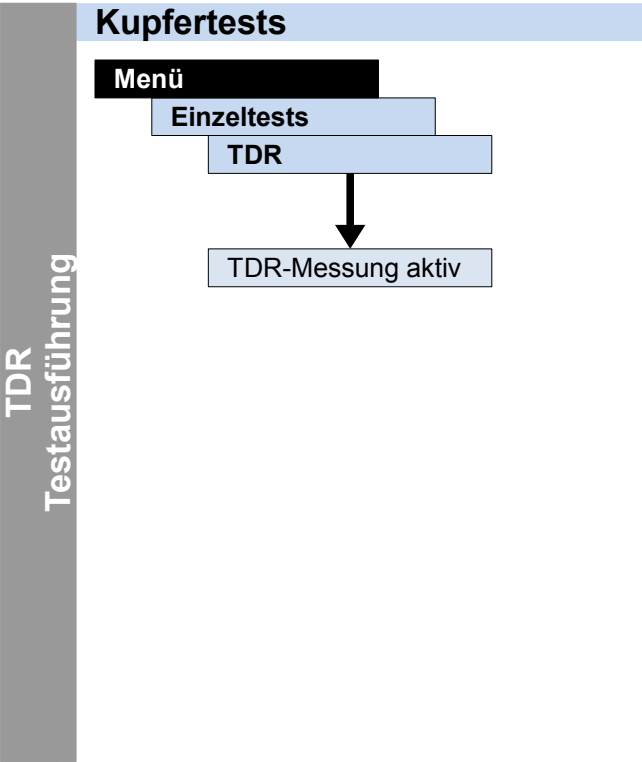 Kupfertests
Menü
Einzeltests
TDR
TDR-Messung aktiv
TDR
Testausführung